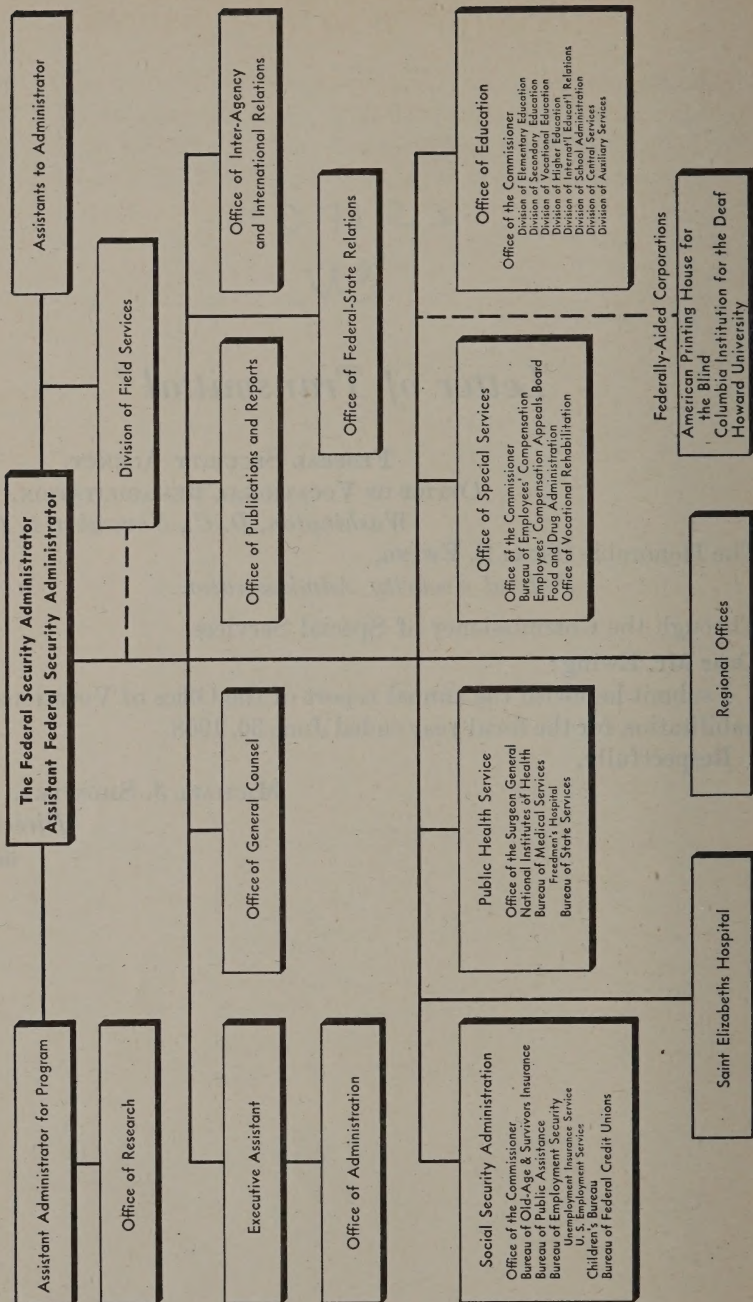 The Federal Security Administrator
Assistant Federal Security Administrator
Assistant Administrator for Program
Assistants to Administrator
Office of Research
Division of Field Services
Executive Assistant
Office of General Counsel
Office of Publications and Reports
Office of Inter-Agency
and International Relations
Office of Administration
Office of Federal-State Relations
Social Security Administration
Office of the Commissioner
Bureau of Old-Age & Survivors Insurance
Bureau of Public Assistance
Bureau of Employment Security
Unemployment Insurance Service
U. S. Employment Service
Children's Bureau
Bureau of Federal Credit Unions
Public Health Service
Office of the Surgeon General
National Institutes of Health
Bureau of Medical Services
Freedmen's Hospital
Bureau of State Services
Office of Special Services
Office of the Commissioner
Bureau of Employees' Compensation
Employees' Compensation Appeals Board
Food and Drug Administration
Office of Vocational Rehabilitation
Office of Education
Office of the Commissioner
Division of Elementary Education
Division of Secondary Education
Division of Vocational Education
Division of Higher Education
Division of Internat'l Educat'l Relations
Division of School Administration
Division of Central Services
Division of Auxiliary Services
Saint Elizabeths Hospital
Regional Offices
Federally-Aided Corporations
American Printing House for
the Blind
Columbia Institution for the Deaf
Howard University